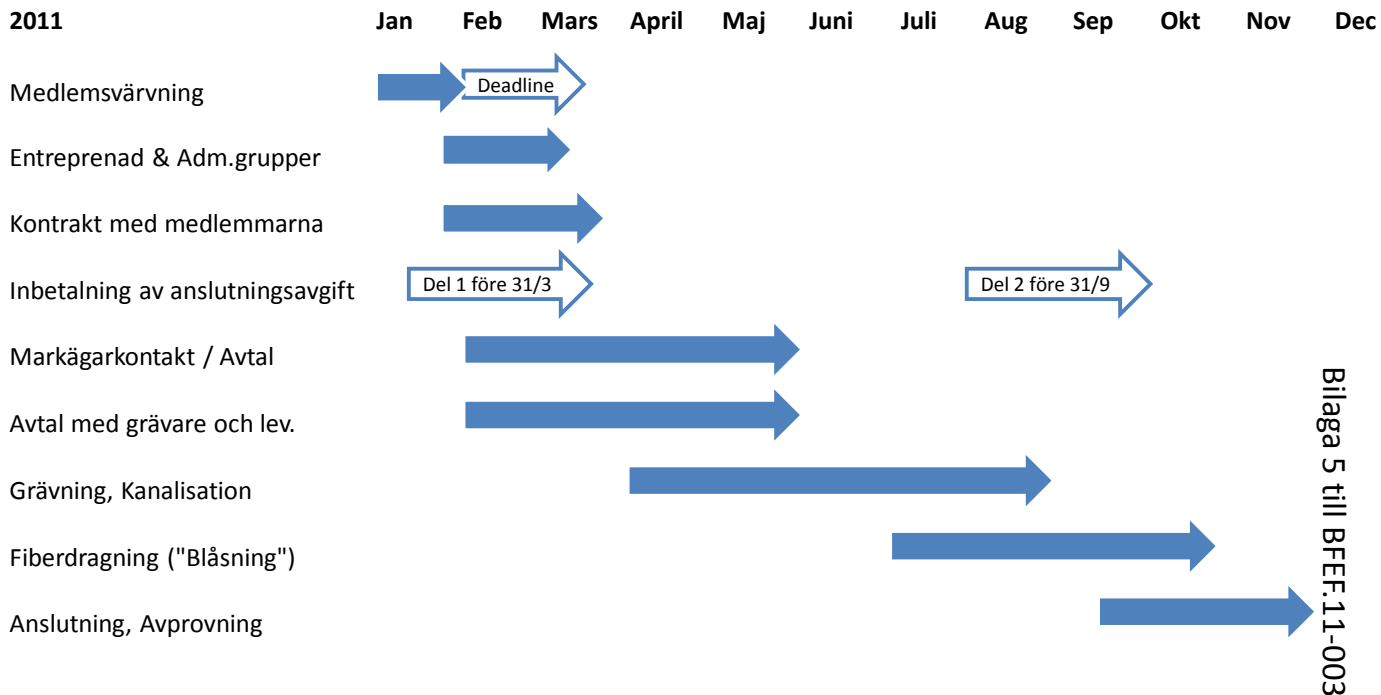 2011 Jan Feb Mars April Maj Juni Juli Aug Sep Okt Nov Dec
Medlemsvärvning Deadline
Entreprenad & Adm.grupper
Kontrakt med medlemmarna
Inbetalning av anslutningsavgift Del 1 före 31/3 Del 2 före 31/9
Markägarkontakt / Avtal
Avtal med grävare och lev.
Grävning, Kanalisation
Fiberdragning ("Blåsning")
Anslutning, Avprovning
Bilaga 5 till BFEF.11-003